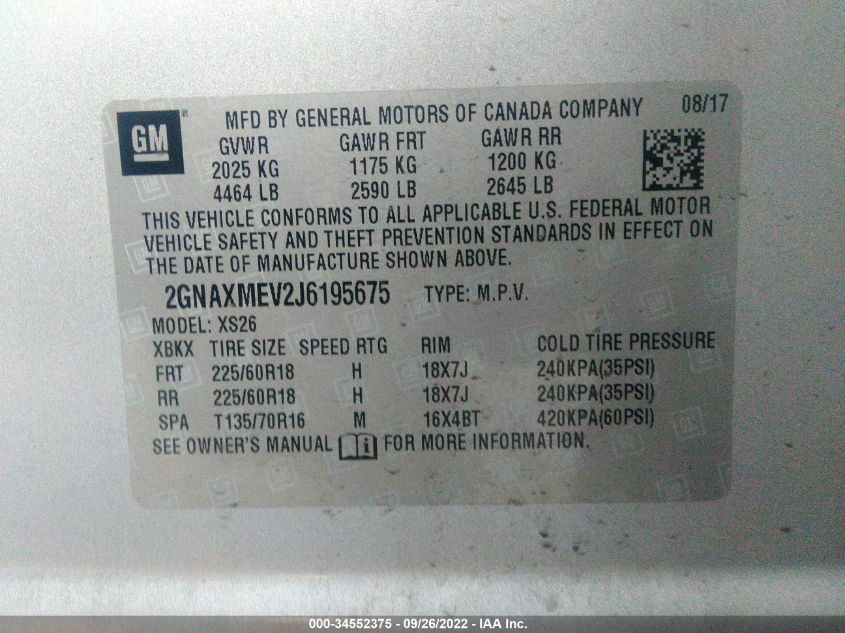 GM ® MFD BY GENERAL MOTORS OF CANADA COMPANY 08/17
GVWR GAWR FRT GAWR RR
2025 KG 1175 KG 1200 KG
4464 LB 2590 LB 2645 LB
THIS VEHICLE CONFORMS TO ALL APPLICABLE U.S. FEDERAL MOTOR
VEHICLE SAFETY AND THEFT PREVENTION STANDARDS IN EFFECT ON
THE DATE OF MANUFACTURE SHOWN ABOVE.
2GNAXMEV2J6195675 TYPE: M.P.V.
MODEL: XS26
XBKX TIRE SIZE SPEED RTG RIM COLD TIRE PRESSURE
FRT 225/60R18 H 18X7J 240KPA(35PSI)
RR 225/60R18 H 18X7J 240KPA(35PSI)
SPA T135/70R16 M 16X4BT 420KPA(60PSI)
SEE OWNER'S MANUAL i FOR MORE INFORMATION.
000-34552375 - 09/26/2022 - IAA Inc.